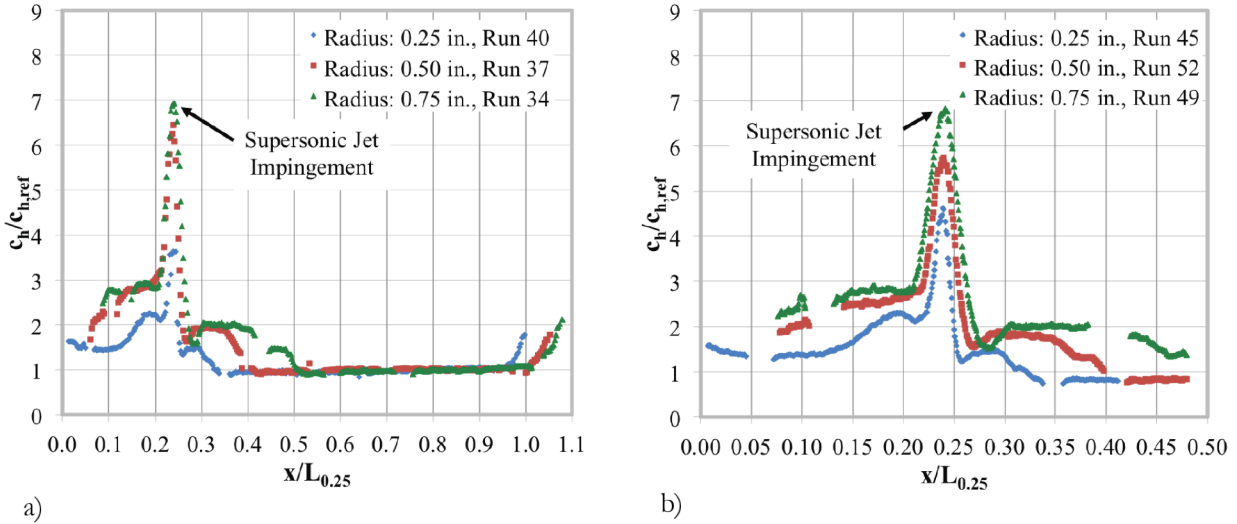 9
8
7
6
5
4
3
2
1
0
c_h/c_h,ref
Radius: 0.25 in., Run 40
Radius: 0.50 in., Run 37
Radius: 0.75 in., Run 34
Supersonic Jet
Impingement
0.0 0.1 0.2 0.3 0.4 0.5 0.6 0.7 0.8 0.9 1.0 1.1
x/L_0.25
a)
9
8
7
6
5
4
3
2
1
0
c_h/c_h,ref
Radius: 0.25 in., Run 45
Radius: 0.50 in., Run 52
Radius: 0.75 in., Run 49
Supersonic Jet
Impingement
0.00 0.05 0.10 0.15 0.20 0.25 0.30 0.35 0.40 0.45 0.50
x/L_0.25
b)